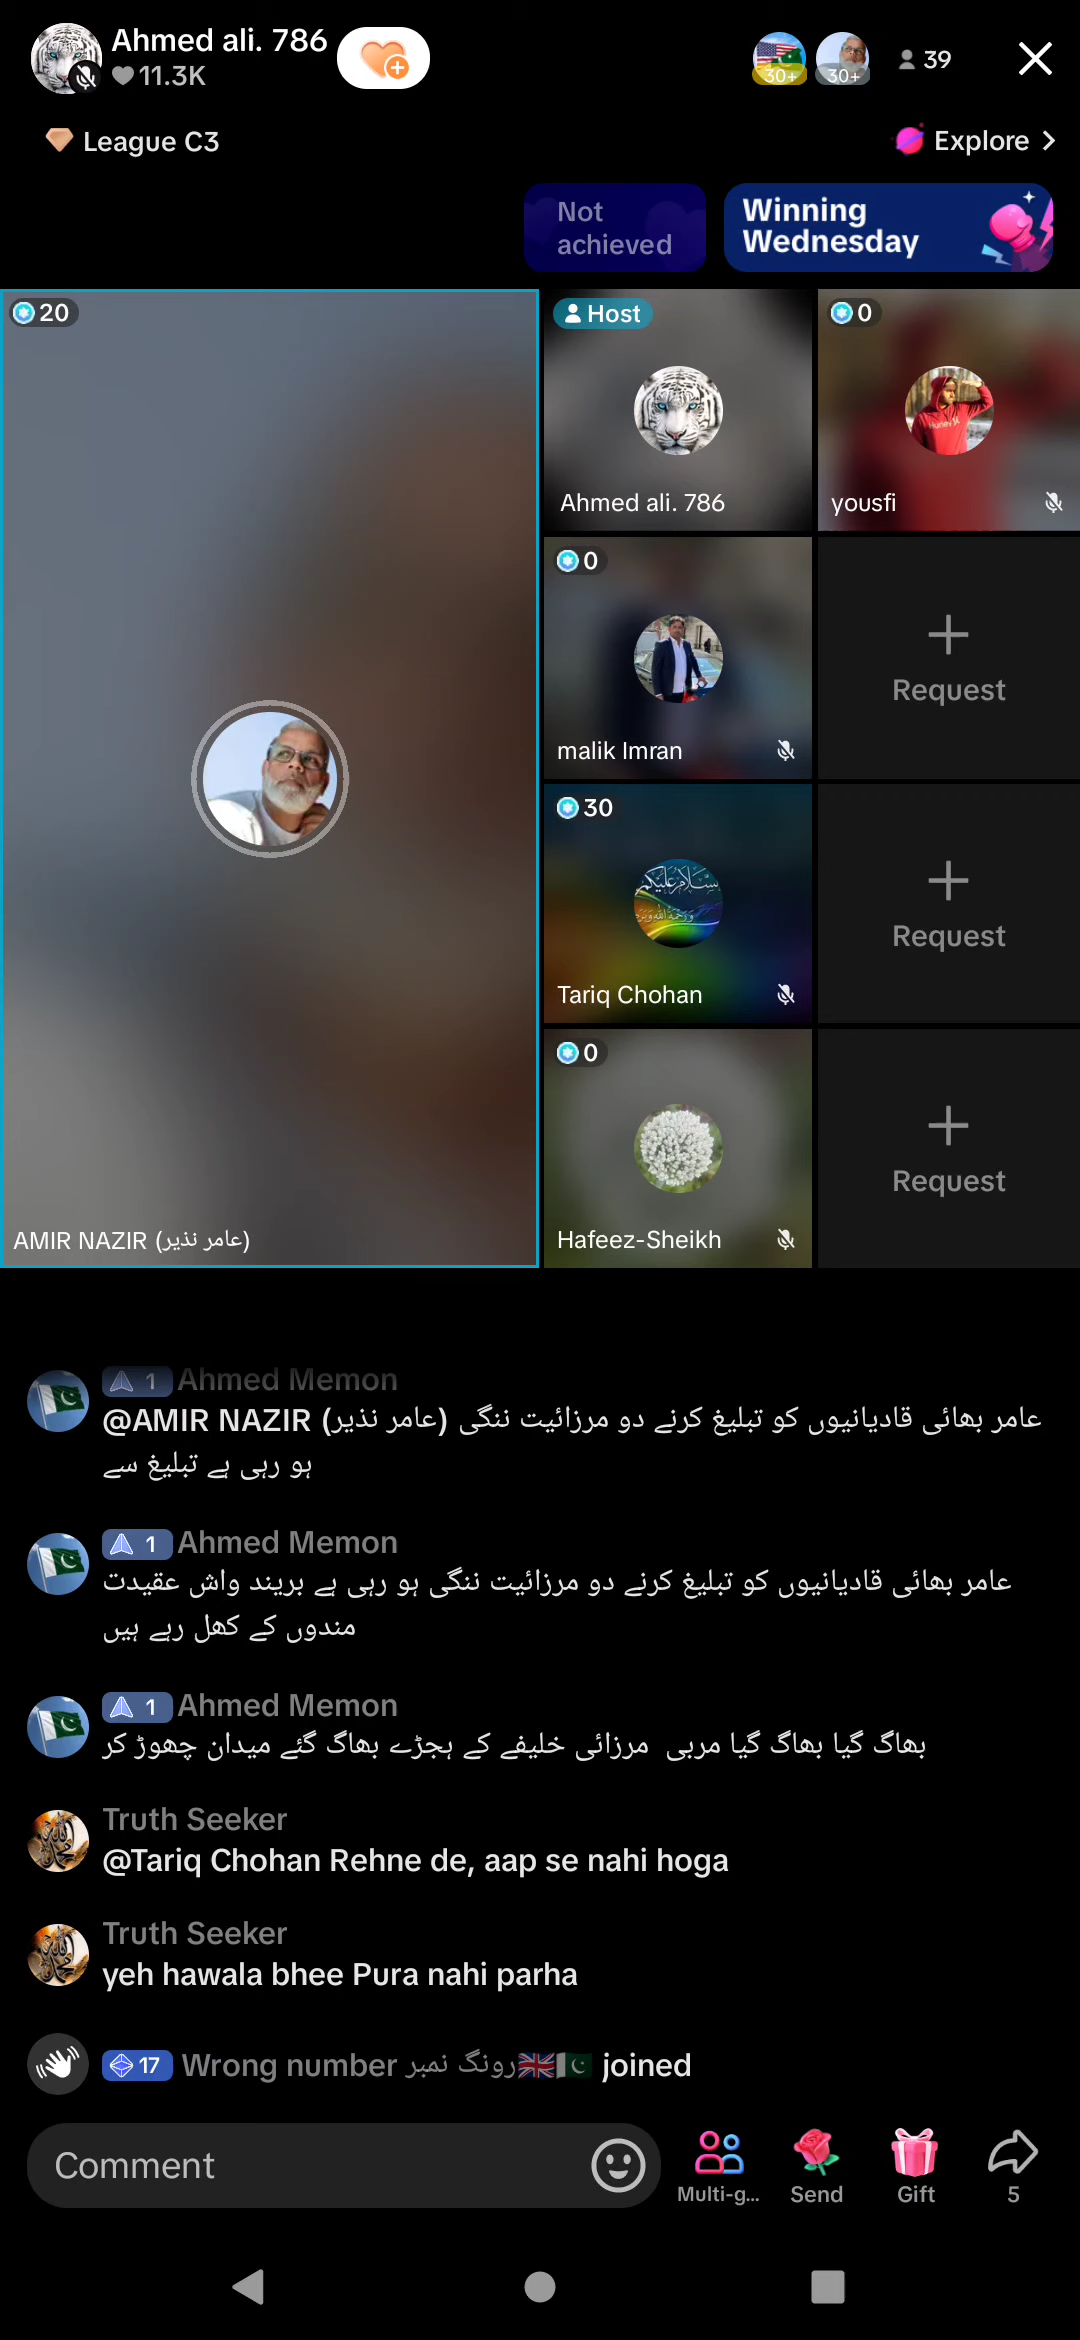 Ahmed ali. 786
11.3K
30+
30+
39
League C3
Explore
Not
achieved
Winning
Wednesday
20
AMIR NAZIR (عامر نذیر)
Host
Ahmed ali. 786
0
yousfi
0
malik Imran
Request
30
Tariq Chohan
Request
0
Hafeez-Sheikh
Request
1 Ahmed Memon
@AMIR NAZIR (عامر نذیر) عامر بھائی قادیانیوں کو تبلیغ کرنے دو مرزائیت ننگی
ہو رہی ہے تبلیغ سے
1 Ahmed Memon
عامر بھائی قادیانیوں کو تبلیغ کرنے دو مرزائیت ننگی ہو رہی ہے بریند واش عقیدت
مندوں کے کھل رہے ہیں
1 Ahmed Memon
بھاگ گیا بھاگ گیا مربی مرزائی خلیفے کے ہجڑے بھاگ گئے میدان چھوڑ کر
Truth Seeker
@Tariq Chohan Rehne de, aap se nahi hoga
Truth Seeker
yeh hawala bhee Pura nahi parha
17 Wrong number رونگ نمبر🇬🇧🇵🇰 joined
Comment
Multi-g...
Send
Gift
5